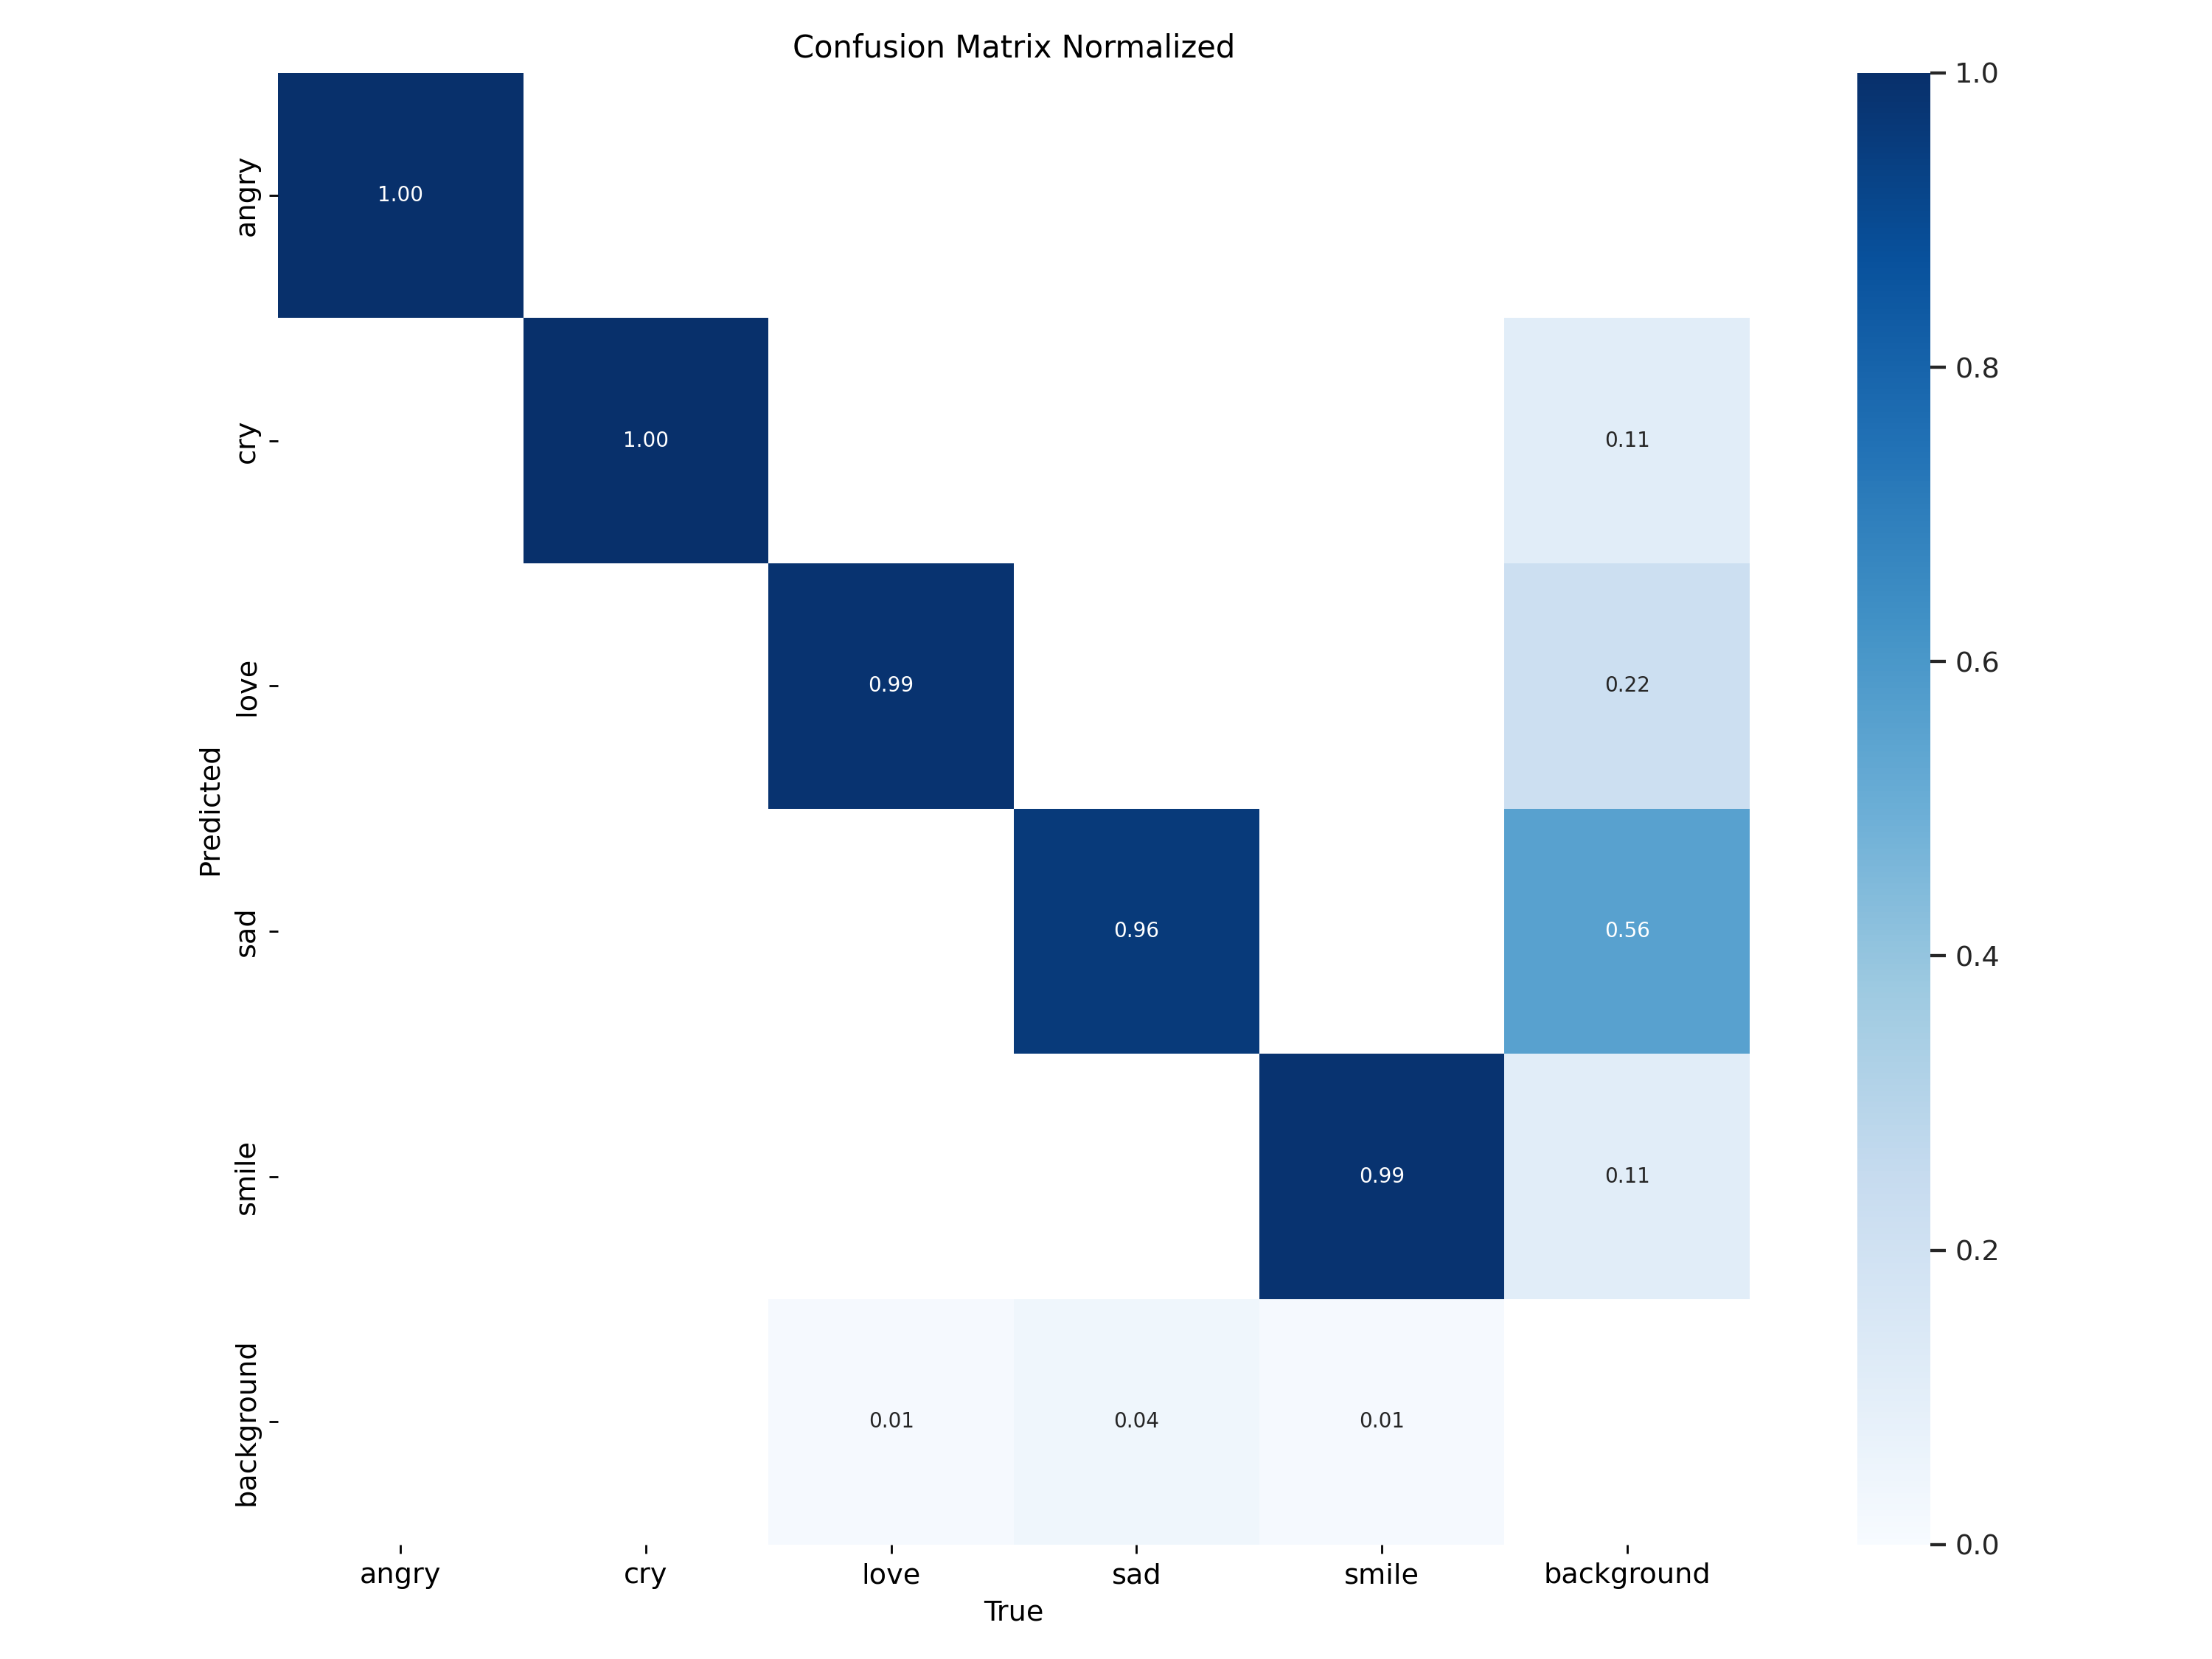 Confusion Matrix Normalized
angry 1.00
cry 1.00 0.11
love 0.99 0.22
sad 0.96 0.56
smile 0.99 0.11
background 0.01 0.04 0.01
angry cry love sad smile background
True
Predicted
1.0
0.8
0.6
0.4
0.2
0.0